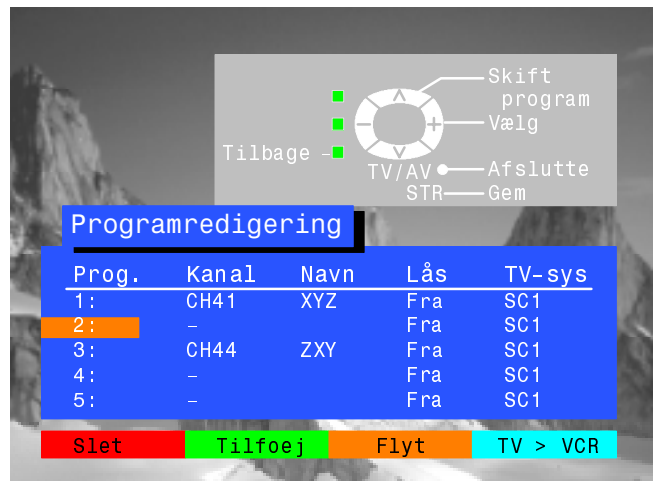 Skift
program
Vælg
Tilbage
TV/AV Afslutte
STR Gem
Programredigering
Prog. Kanal Navn Lås TV-sys
1: CH41 XYZ Fra SC1
2: – Fra SC1
3: CH44 ZXY Fra SC1
4: – Fra SC1
5: – Fra SC1
Slet Tilfoej Flyt TV > VCR